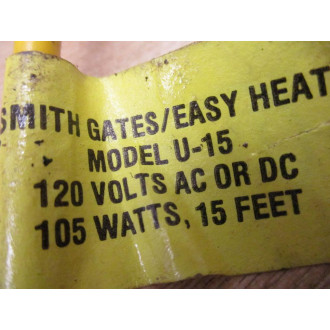 SMITH GATES/EASY HEAT
MODEL U-15
120 VOLTS AC OR DC
105 WATTS, 15 FEET